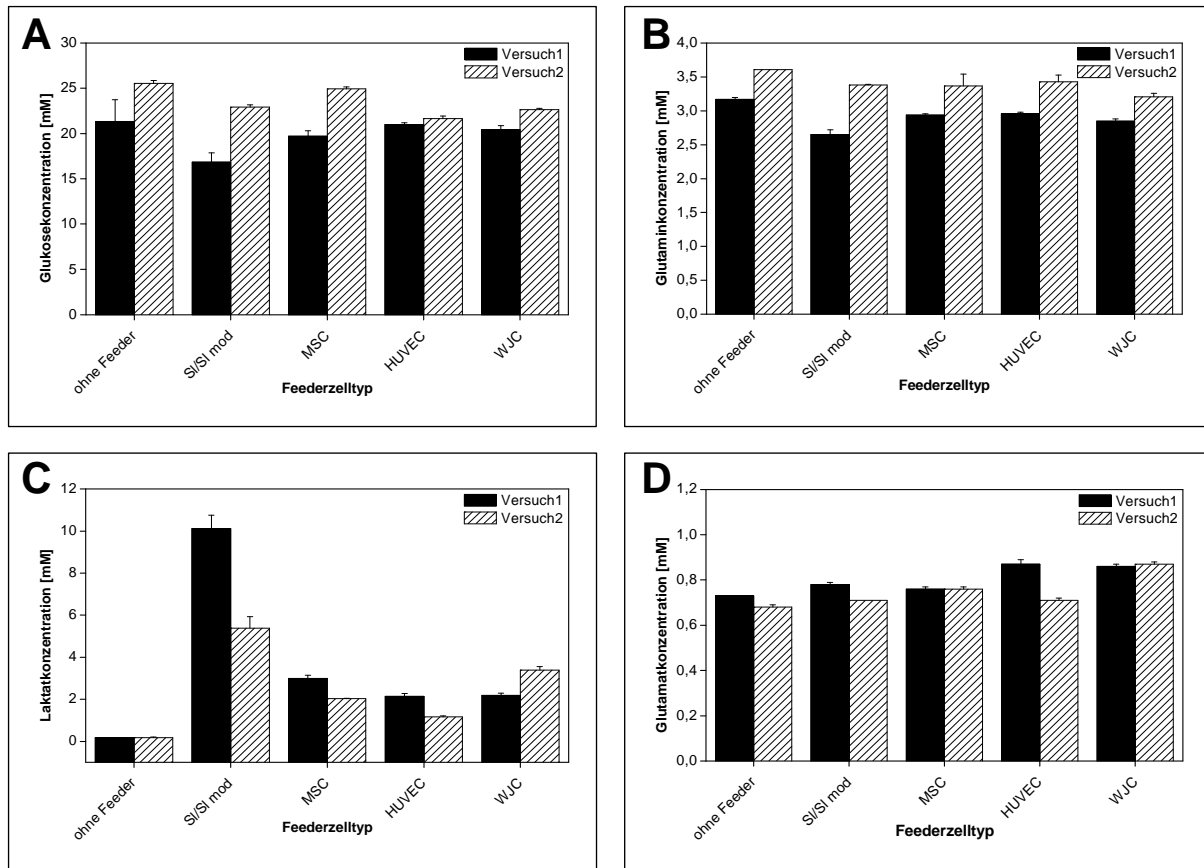 A
Glukosekonzentration [mM]
30
25
20
15
10
5
0
Versuch1
Versuch2
ohne Feeder
Sl/Sl mod
MSC
HUVEC
WJC
Feederzelltyp
B
Glutaminkonzentration [mM]
4,0
3,5
3,0
2,5
2,0
1,5
1,0
0,5
0,0
Versuch1
Versuch2
ohne Feeder
Sl/Sl mod
MSC
HUVEC
WJC
Feederzelltyp
C
Laktatkonzentration [mM]
12
10
8
6
4
2
0
Versuch1
Versuch2
ohne Feeder
Sl/Sl mod
MSC
HUVEC
WJC
Feederzelltyp
D
Glutamatkonzentration [mM]
1,2
1,0
0,8
0,6
0,4
0,2
0,0
Versuch1
Versuch2
ohne Feeder
Sl/Sl mod
MSC
HUVEC
WJC
Feederzelltyp